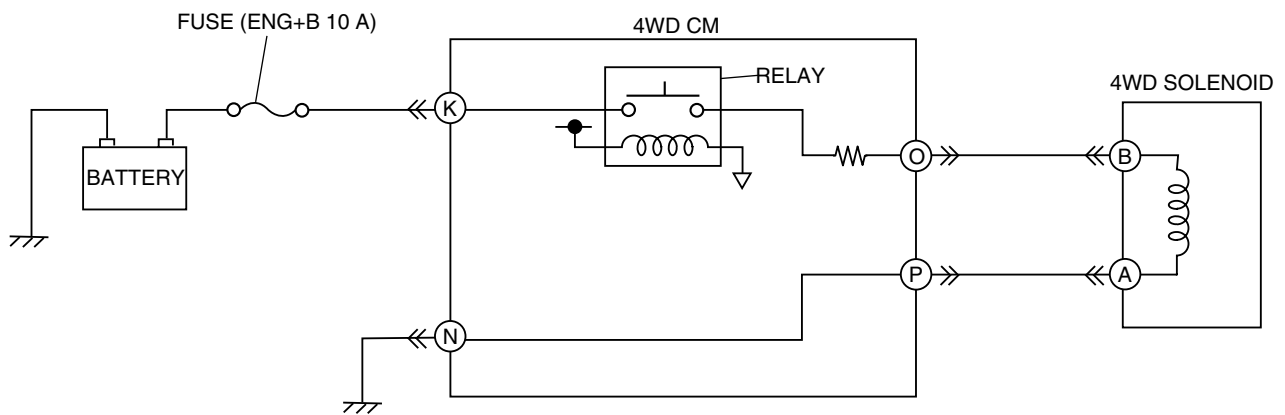 FUSE (ENG+B 10 A)
4WD CM
RELAY
4WD SOLENOID
K
BATTERY
O
B
P
A
N